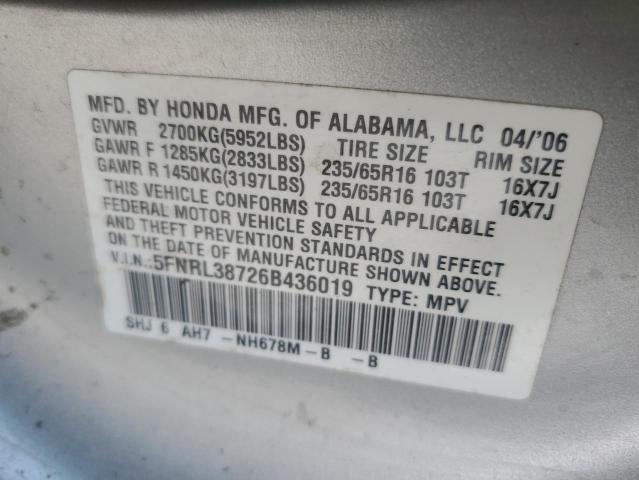 MFD. BY HONDA MFG. OF ALABAMA, LLC 04/'06
GVWR 2700KG(5952LBS) TIRE SIZE RIM SIZE
GAWR F 1285KG(2833LBS) 235/65R16 103T 16X7J
GAWR R 1450KG(3197LBS) 235/65R16 103T 16X7J
THIS VEHICLE CONFORMS TO ALL APPLICABLE
FEDERAL MOTOR VEHICLE SAFETY
AND THEFT PREVENTION STANDARDS IN EFFECT
ON THE DATE OF MANUFACTURE SHOWN ABOVE.
V.I.N.:5FNRL38726B436019 TYPE: MPV
SHJ 6 AH7 -NH678M-B -B